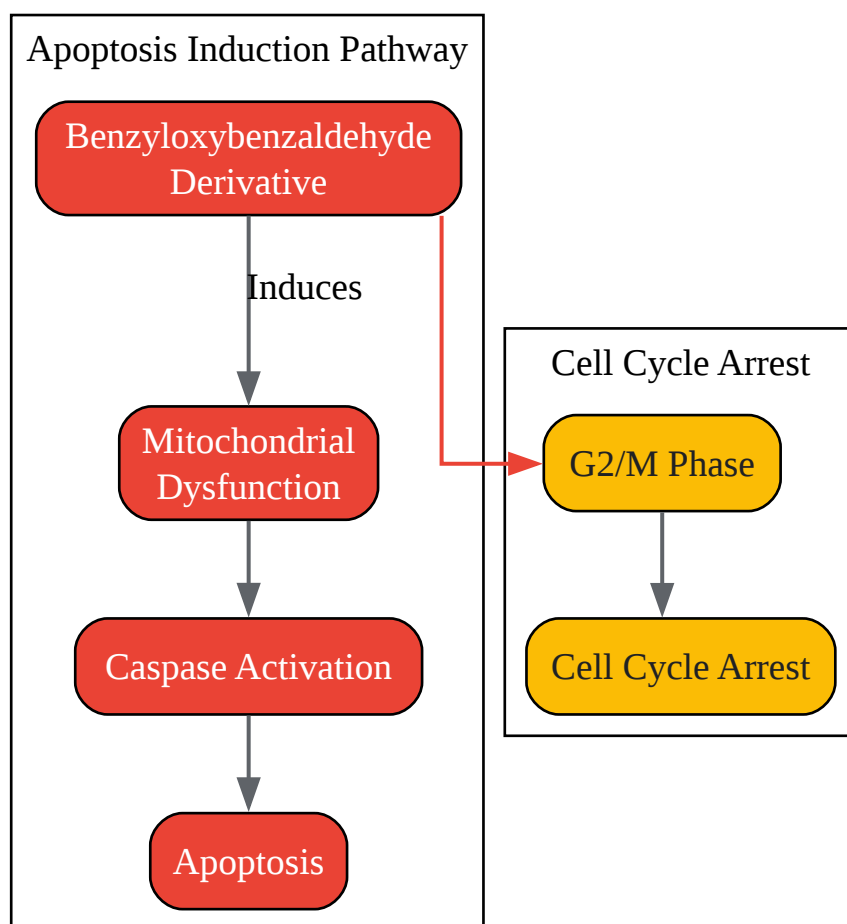 Apoptosis Induction Pathway
Benzyloxybenzaldehyde
Derivative
Induces
Mitochondrial
Dysfunction
Caspase Activation
Apoptosis
Cell Cycle Arrest
G2/M Phase
Cell Cycle Arrest